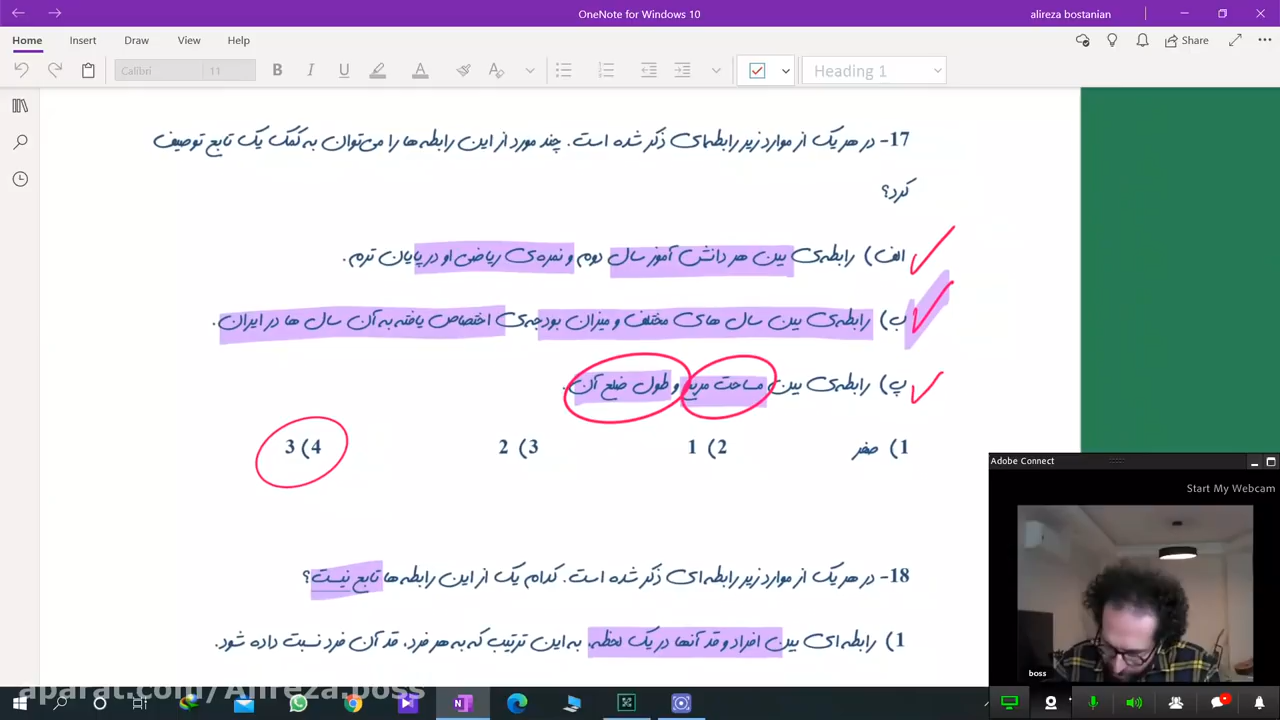 OneNote for Windows 10
alireza bostanian
Home Insert Draw View Help
Share
Calibri 11 B I U A Heading 1
17- در هر یک از موارد زیر رابطه‌ای ذکر شده است. چند مورد از این رابطه ها را می‌توان به کمک یک تابع توصیف
کرد؟
الف) رابطه‌ی بین هر دانش آموز سال دوم و نمره‌ی ریاضی او در پایان ترم.
ب) رابطه‌ی بین سال های مختلف و میزان بودجه‌ی اختصاص یافته به آن سال ها در ایران.
پ) رابطه‌ی بین مساحت مربع و طول ضلع آن.
1) صفر 2) 1 3) 2 4) 3
18- در هر یک از موارد زیر رابطه‌ای ذکر شده است. کدام یک از این رابطه ها تابع نیست؟
1) رابطه‌ای بین افراد و قد آنها در یک لحظه، به این ترتیب که به هر فرد، قد آن فرد نسبت داده شود.
Adobe Connect
Start My Webcam
boss
aparat.com/Alireza.boss